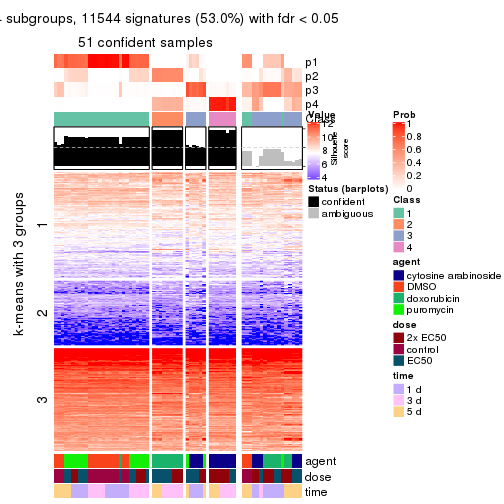 subgroups, 11544 signatures (53.0%) with fdr < 0.05
51 confident samples
p1
p2
p3
p4
Class
Silhouette
score
k-means with 3 groups
1
2
3
agent
dose
time
Value
12
10
8
6
4
Status (barplots)
confident
ambiguous
Prob
1
0.8
0.6
0.4
0.2
0
Class
1
2
3
4
agent
cytosine arabinoside
DMSO
doxorubicin
puromycin
dose
2x EC50
control
EC50
time
1 d
3 d
5 d